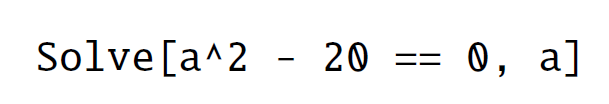 Solve[a^2 - 20 == 0, a]